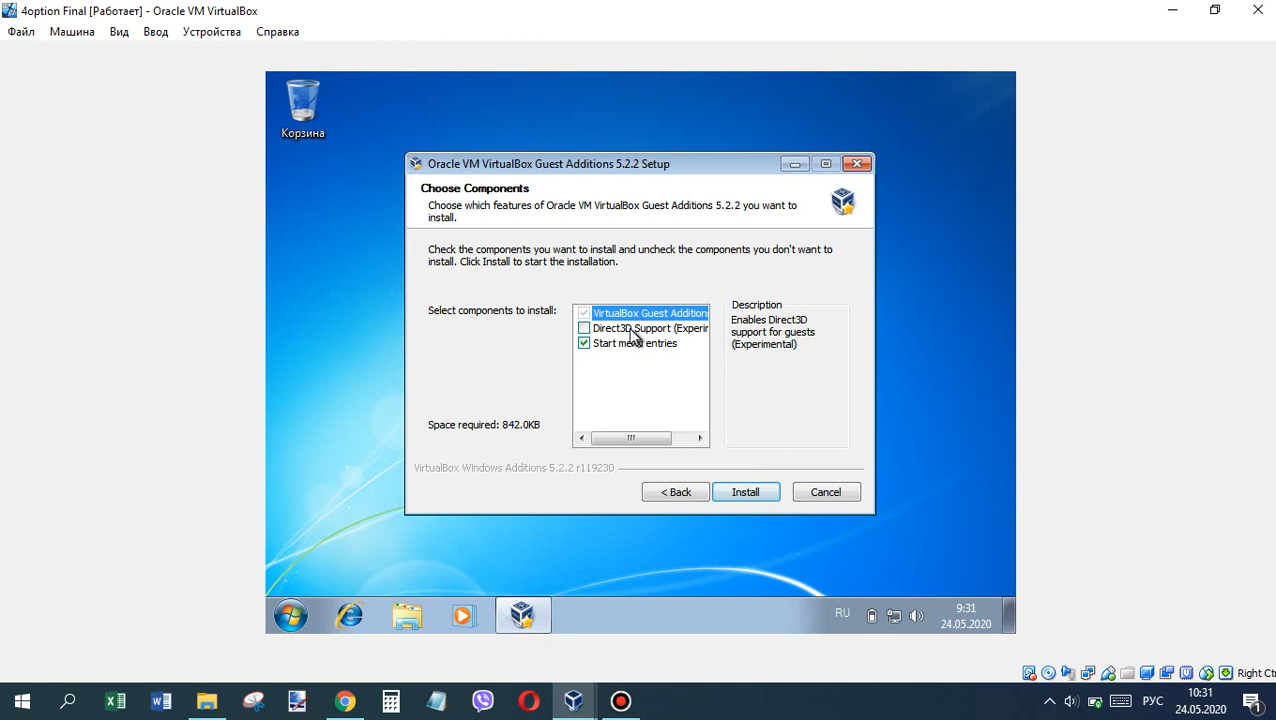 4option Final [Работает] - Oracle VM VirtualBox
Файл Машина Вид Ввод Устройства Справка
Корзина
Oracle VM VirtualBox Guest Additions 5.2.2 Setup
Choose Components
Choose which features of Oracle VM VirtualBox Guest Additions 5.2.2 you want to
install.
Check the components you want to install and uncheck the components you don't want to
install. Click Install to start the installation.
Select components to install:
VirtualBox Guest Additions
Direct3D Support (Experir
Start menu entries
Description
Enables Direct3D
support for guests
(Experimental)
Space required: 842.0KB
VirtualBox Windows Additions 5.2.2 r119230
< Back Install Cancel
RU
9:31
24.05.2020
Right Ct
РУС
10:31
24.05.2020
1